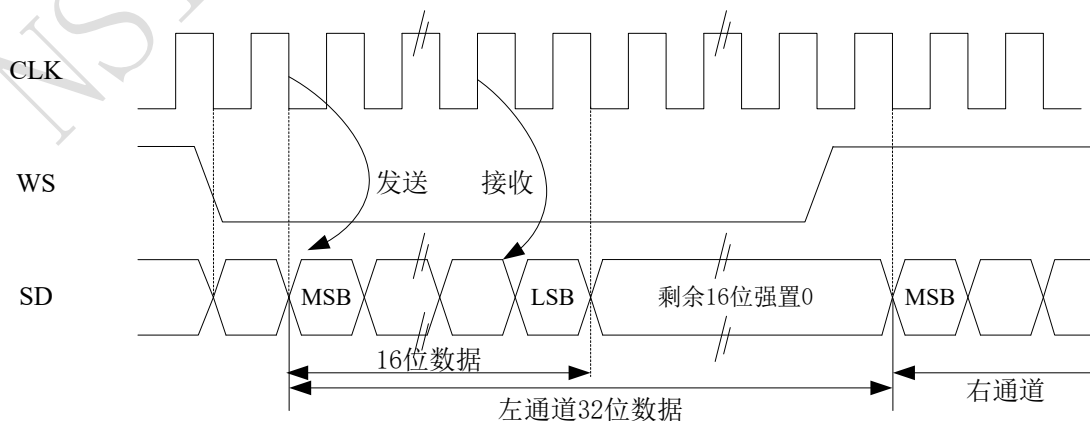 NST
CLK
WS
发送
接收
SD
MSB
LSB
剩余16位强置0
MSB
16位数据
左通道32位数据
右通道